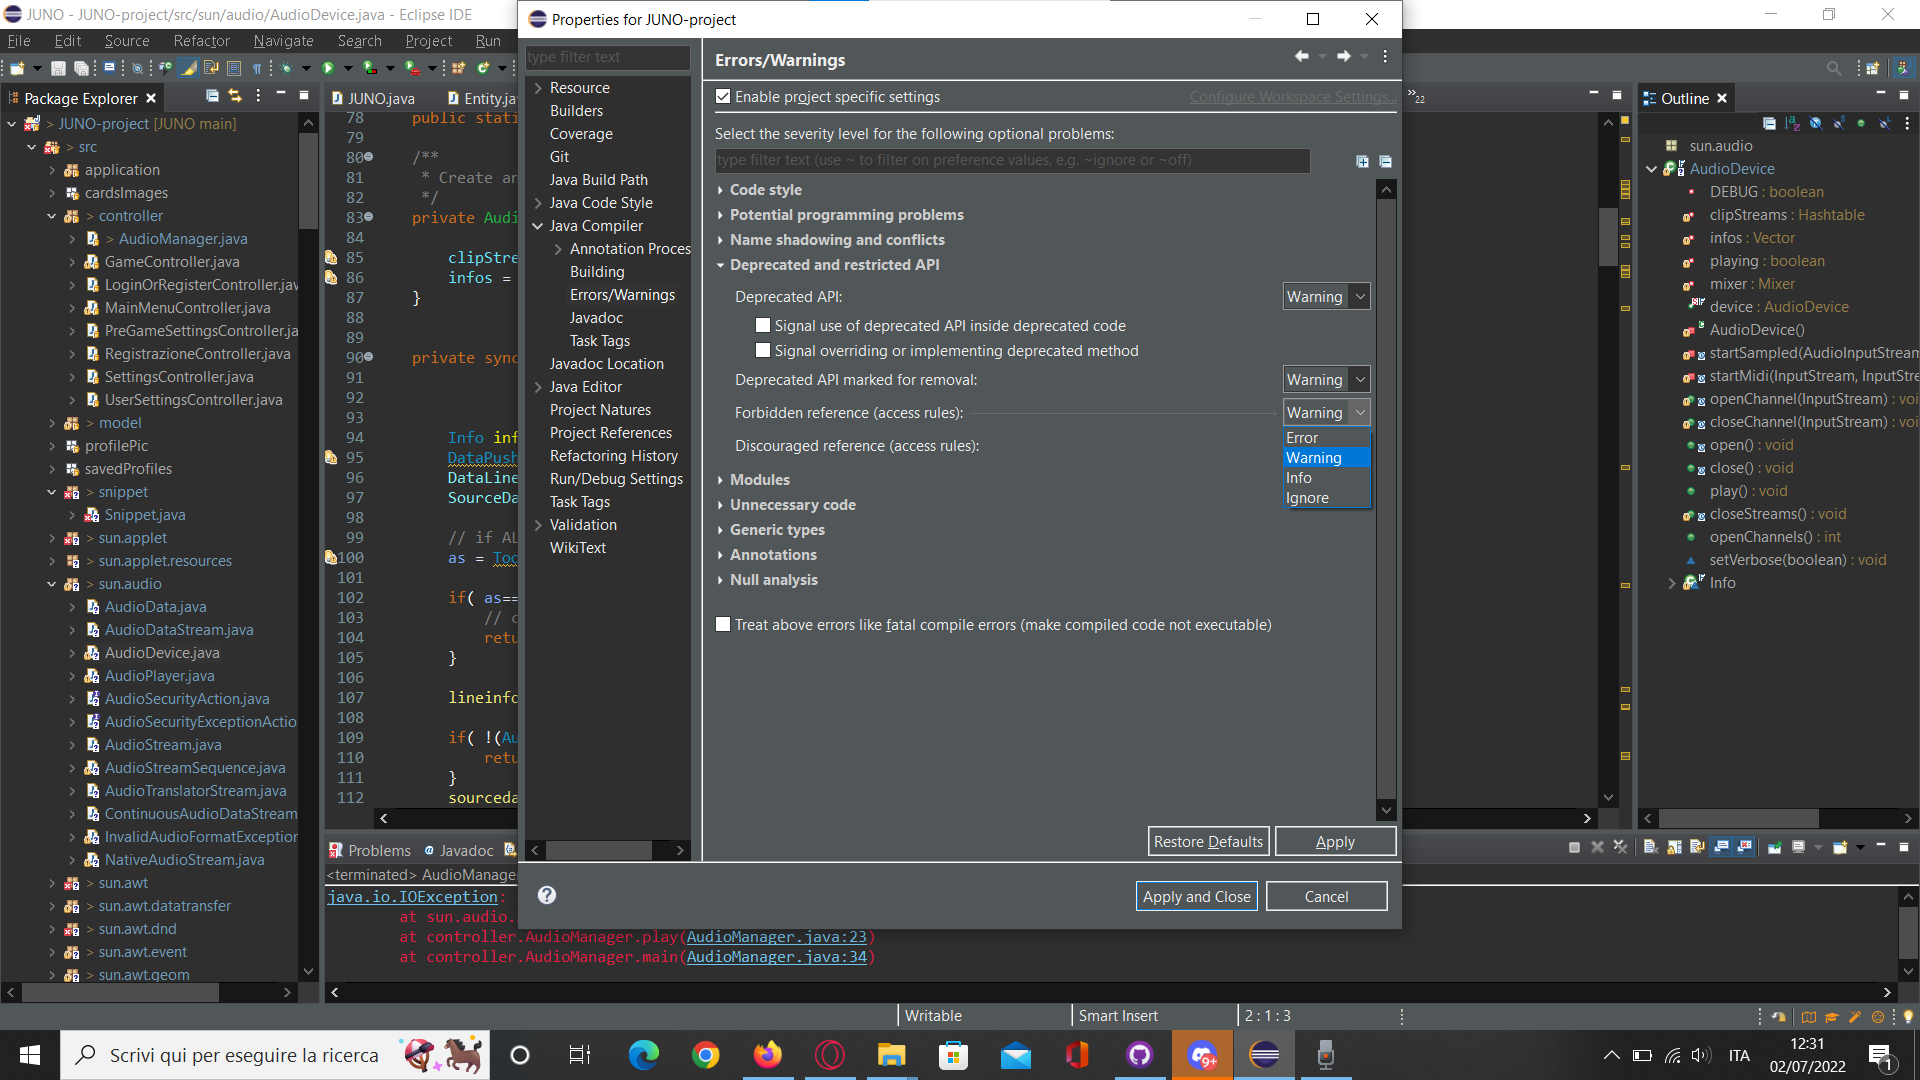 JUNO - JUNO-project/src/sun/audio/AudioDevice.java - Eclipse IDE
File Edit Source Refactor Navigate Search Project Run
Package Explorer
> JUNO-project [JUNO main]
> src
application
cardsImages
> controller
> AudioManager.java
GameController.java
LoginOrRegisterController.jav
MainMenuController.java
PreGameSettingsController.ja
RegistrazioneController.java
SettingsController.java
UserSettingsController.java
> model
profilePic
savedProfiles
> snippet
Snippet.java
> sun.applet
> sun.applet.resources
> sun.audio
AudioData.java
AudioDataStream.java
AudioDevice.java
AudioPlayer.java
AudioSecurityAction.java
AudioSecurityExceptionActio
AudioStream.java
AudioStreamSequence.java
AudioTranslatorStream.java
ContinuousAudioDataStream
InvalidAudioFormatException
NativeAudioStream.java
> sun.awt
> sun.awt.datatransfer
> sun.awt.dnd
> sun.awt.event
> sun.awt.geom
JUNO.java
Entity.ja
78 public stati
79
80 /**
81 * Create an
82 */
83 private Audi
84
85 clipStre
86 infos =
87 }
88
89
90 private sync
91
92
93
94 Info inf
95 DataPush
96 DataLine
97 SourceDa
98
99 // if AL
100 as = Too
101
102 if( as==
103 // c
104 retu
105 }
106
107 lineinfo
108
109 if( !(Au
110 retu
111 }
112 sourceda
Properties for JUNO-project
type filter text
Resource
Builders
Coverage
Git
Java Build Path
Java Code Style
Java Compiler
Annotation Proces
Building
Errors/Warnings
Javadoc
Task Tags
Javadoc Location
Java Editor
Project Natures
Project References
Refactoring History
Run/Debug Settings
Task Tags
Validation
WikiText
Errors/Warnings
Enable project specific settings
Configure Workspace Settings...
Select the severity level for the following optional problems:
type filter text (use ~ to filter on preference values, e.g. ~ignore or ~off)
Code style
Potential programming problems
Name shadowing and conflicts
Deprecated and restricted API
Deprecated API: Warning
Signal use of deprecated API inside deprecated code
Signal overriding or implementing deprecated method
Deprecated API marked for removal: Warning
Forbidden reference (access rules): Warning
Error
Warning
Info
Ignore
Discouraged reference (access rules):
Modules
Unnecessary code
Generic types
Annotations
Null analysis
Treat above errors like fatal compile errors (make compiled code not executable)
Restore Defaults
Apply
Apply and Close
Cancel
»22
Outline
sun.audio
AudioDevice
DEBUG : boolean
clipStreams : Hashtable
infos : Vector
playing : boolean
mixer : Mixer
device : AudioDevice
AudioDevice()
startSampled(AudioInputStream
startMidi(InputStream, InputStre
openChannel(InputStream) : voi
closeChannel(InputStream) : voi
open() : void
close() : void
play() : void
closeStreams() : void
openChannels() : int
setVerbose(boolean) : void
Info
Problems
Javadoc
<terminated> AudioManager
java.io.IOException:
at sun.audio.
at controller.AudioManager.play(AudioManager.java:23)
at controller.AudioManager.main(AudioManager.java:34)
Writable
Smart Insert
2 : 1 : 3
Scrivi qui per eseguire la ricerca
9+
ITA
12:31
02/07/2022
1